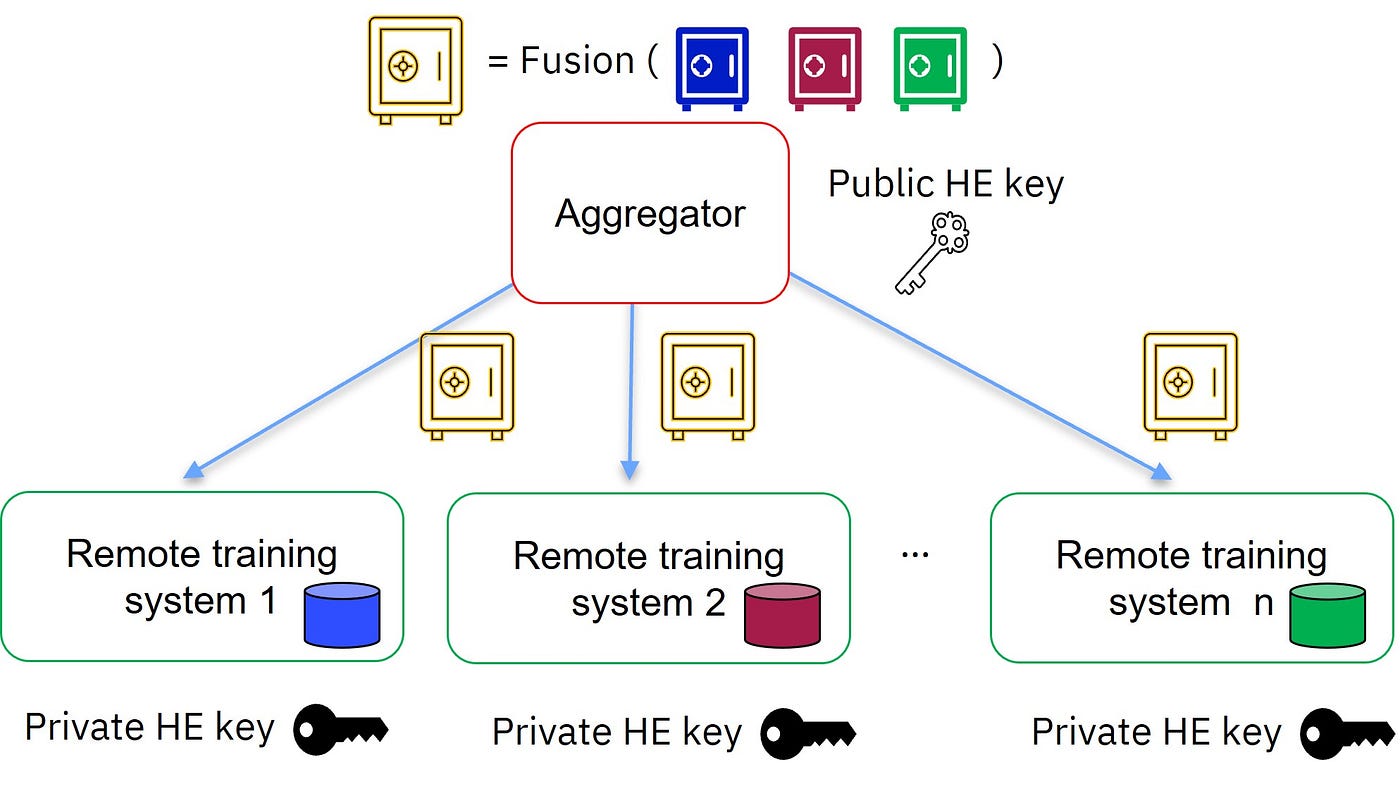 = Fusion ( )
Aggregator
Public HE key
Remote training
system 1
Remote training
system 2
...
Remote training
system n
Private HE key
Private HE key
Private HE key